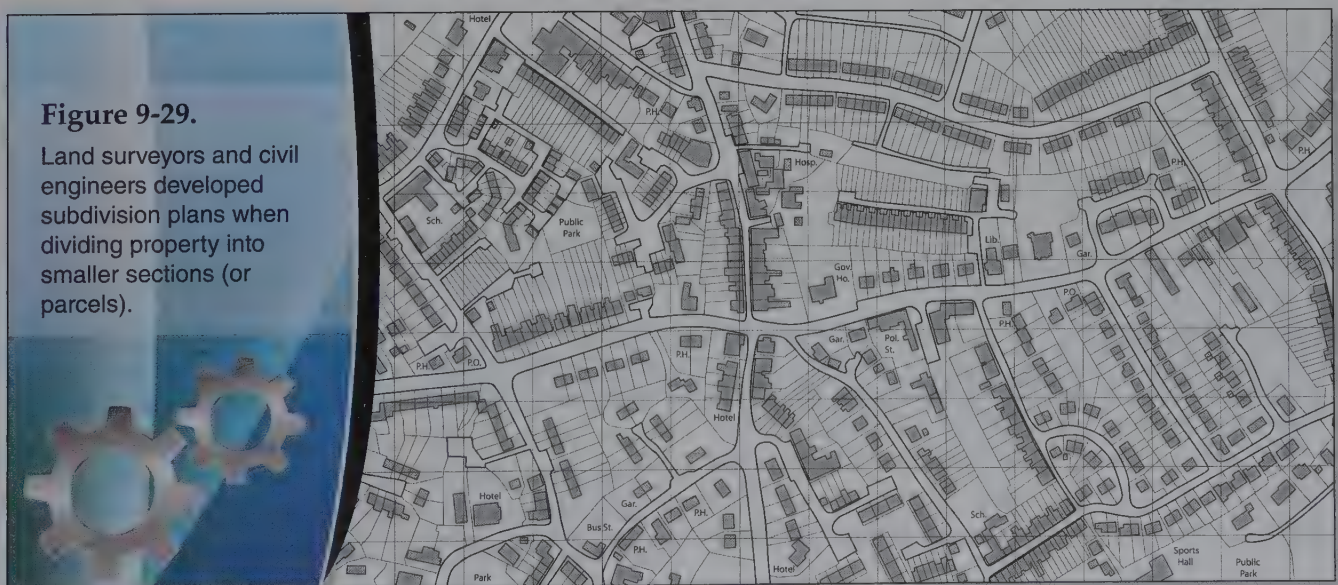 Figure 9-29.
Land surveyors and civil
engineers developed
subdivision plans when
dividing property into
smaller sections (or
parcels).
Hotel
P.H.
Hosp.
P.H.
P.H.
Sch.
Public
Park
Lib.
Gar.
Gov.
Ho.
P.O.
P.H.
P.H.
P.O.
P.H.
Gar.
Pol.
St.
Hotel
Hotel
Gar.
P.H.
Bus St.
P.H.
Sch.
Hotel
Park
Sports
Hall
Public
Park